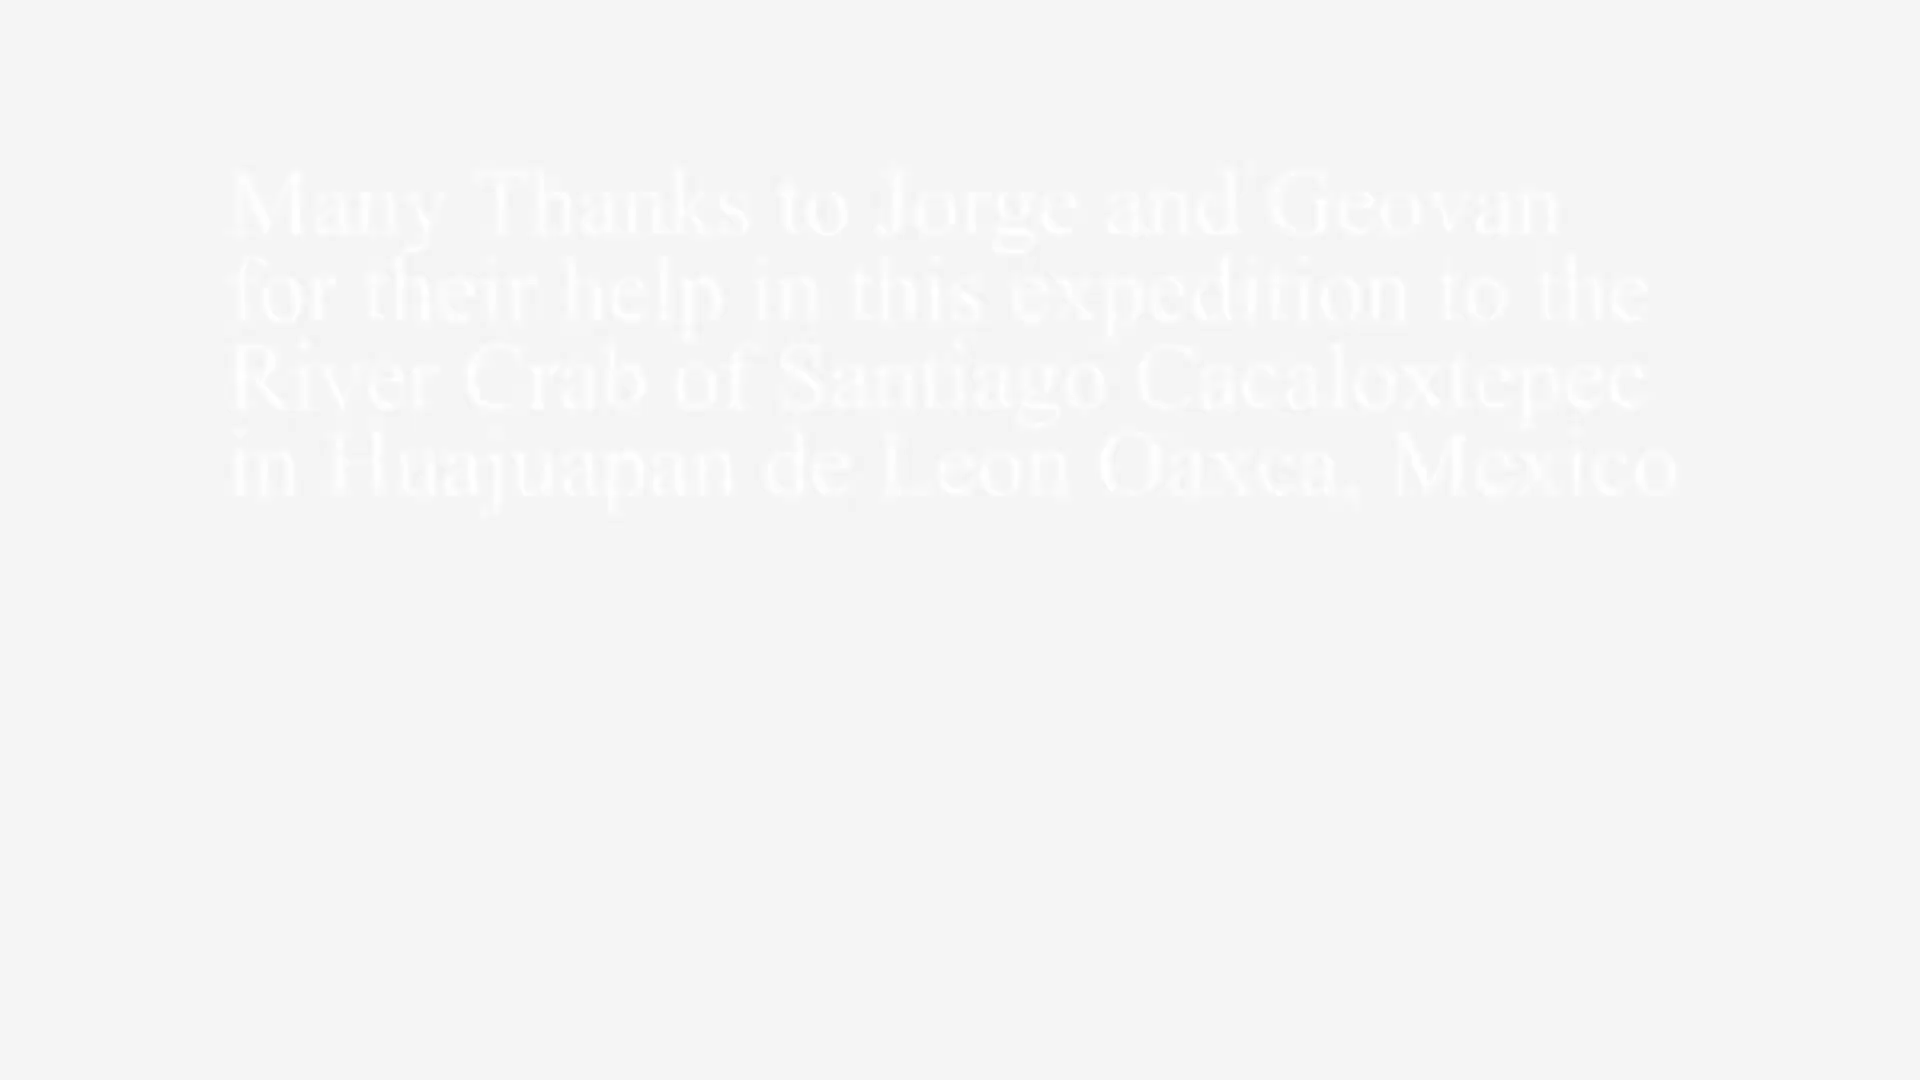 Many Thanks to Jorge and Geovan
for their help in this expedition to the
River Crab of Santiago Cacaloxtepec
in Huajuapan de Leon Oaxca, Mexico